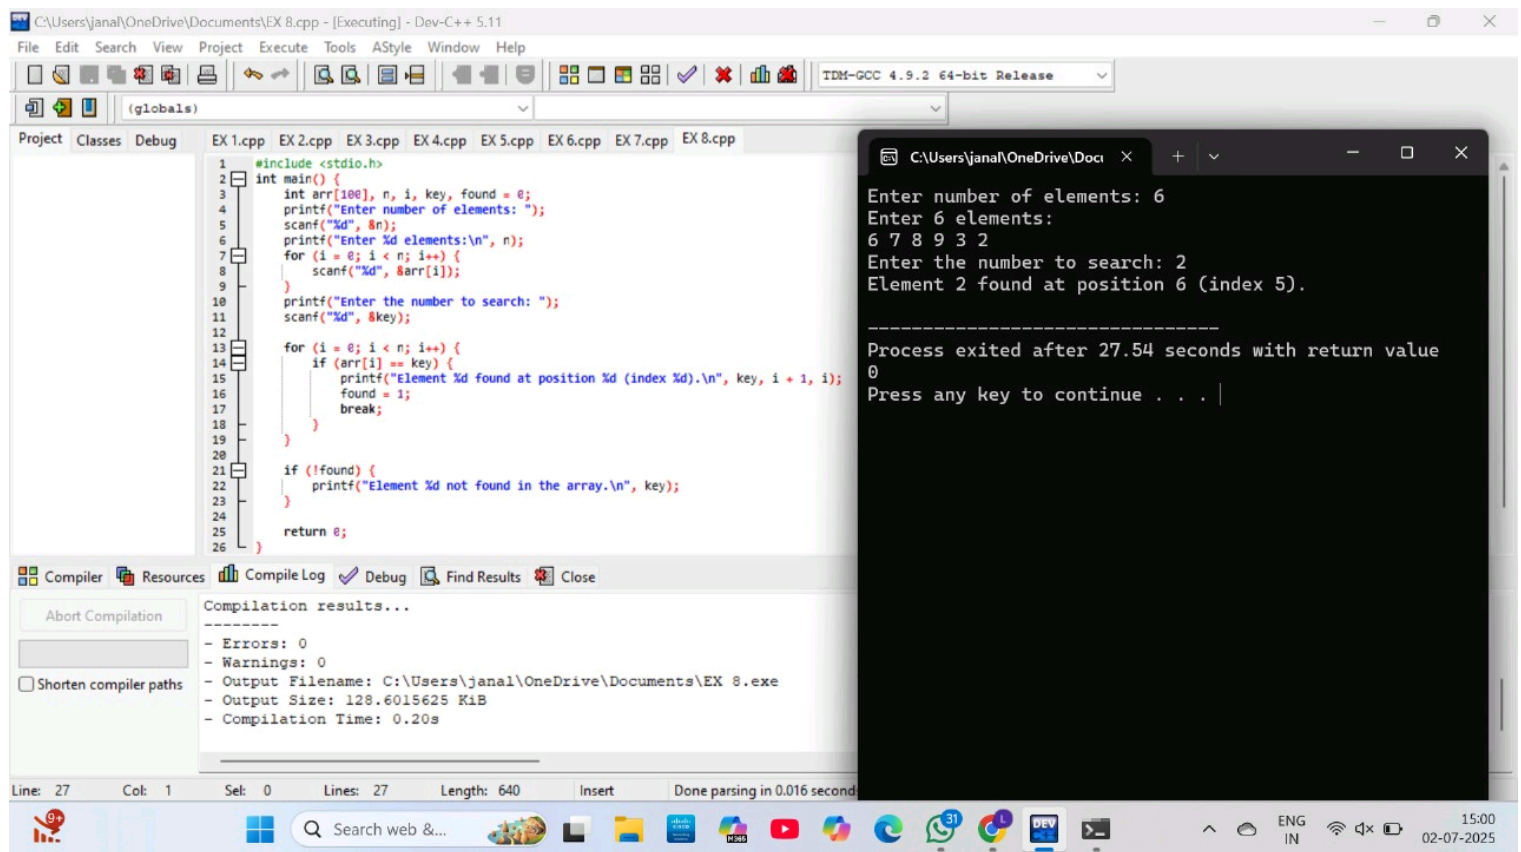 C:\Users\janal\OneDrive\Documents\EX 8.cpp - [Executing] - Dev-C++ 5.11
File Edit Search View Project Execute Tools AStyle Window Help
TDM-GCC 4.9.2 64-bit Release
(globals)
Project Classes Debug
EX 1.cpp EX 2.cpp EX 3.cpp EX 4.cpp EX 5.cpp EX 6.cpp EX 7.cpp EX 8.cpp
1 #include <stdio.h>
2 int main() {
3 int arr[100], n, i, key, found = 0;
4 printf("Enter number of elements: ");
5 scanf("%d", &n);
6 printf("Enter %d elements:\n", n);
7 for (i = 0; i < n; i++) {
8 scanf("%d", &arr[i]);
9 }
10 printf("Enter the number to search: ");
11 scanf("%d", &key);
12
13 for (i = 0; i < n; i++) {
14 if (arr[i] == key) {
15 printf("Element %d found at position %d (index %d).\n", key, i + 1, i);
16 found = 1;
17 break;
18 }
19 }
20
21 if (!found) {
22 printf("Element %d not found in the array.\n", key);
23 }
24
25 return 0;
26 }
C:\Users\janal\OneDrive\Docu
Enter number of elements: 6
Enter 6 elements:
6 7 8 9 3 2
Enter the number to search: 2
Element 2 found at position 6 (index 5).
--------------------------------
Process exited after 27.54 seconds with return value
0
Press any key to continue . . .
Compiler Resources Compile Log Debug Find Results Close
Abort Compilation
Shorten compiler paths
Compilation results...
--------
- Errors: 0
- Warnings: 0
- Output Filename: C:\Users\janal\OneDrive\Documents\EX 8.exe
- Output Size: 128.6015625 KiB
- Compilation Time: 0.20s
Line: 27 Col: 1 Sel: 0 Lines: 27 Length: 640 Insert Done parsing in 0.016 second
9+
Search web &...
M365
31
L
DEV
ENG
IN
15:00
02-07-2025